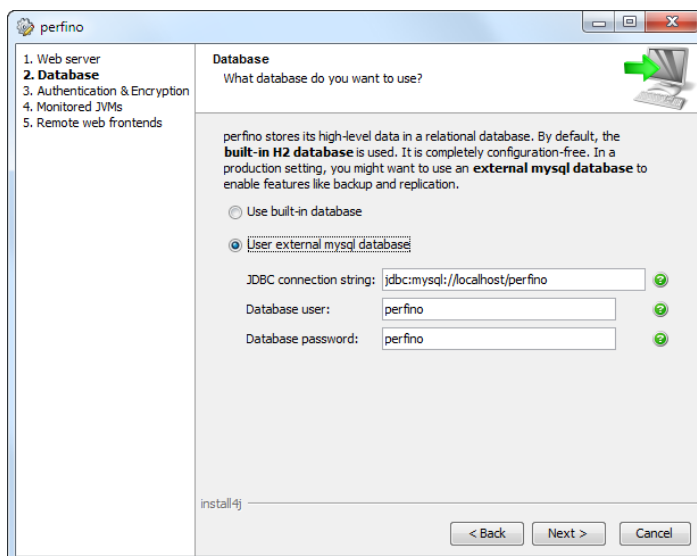 perfino
1. Web server
2. Database
3. Authentication & Encryption
4. Monitored JVMs
5. Remote web frontends
Database
What database do you want to use?
perfino stores its high-level data in a relational database. By default, the
built-in H2 database is used. It is completely configuration-free. In a
production setting, you might want to use an external mysql database to
enable features like backup and replication.
Use built-in database
User external mysql database
JDBC connection string: jdbc:mysql://localhost/perfino
Database user: perfino
Database password: perfino
install4j
< Back Next > Cancel